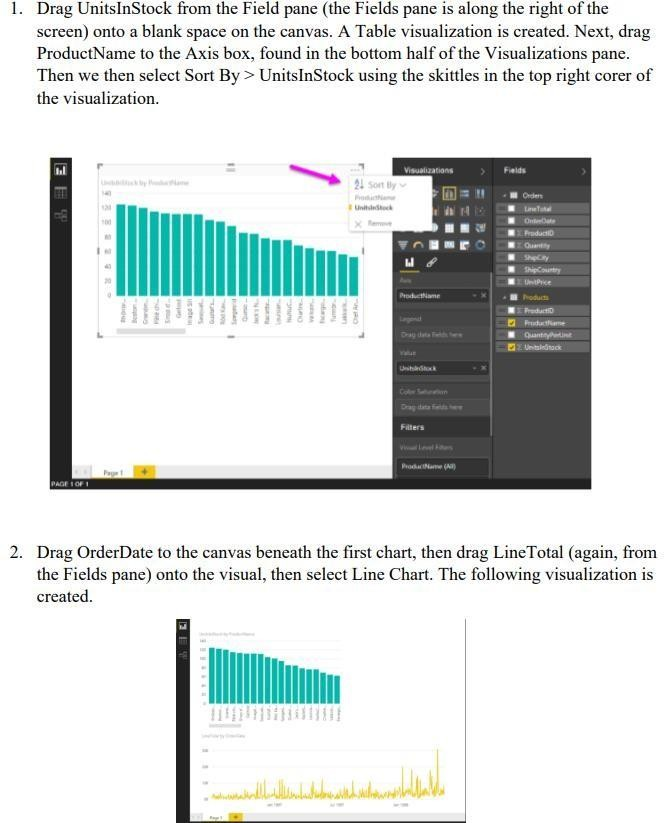 1. Drag UnitsInStock from the Field pane (the Fields pane is along the right of the
screen) onto a blank space on the canvas. A Table visualization is created. Next, drag
ProductName to the Axis box, found in the bottom half of the Visualizations pane.
Then we then select Sort By > UnitsInStock using the skittles in the top right corer of
the visualization.
UnitsInStock by ProductName
140
120
100
80
60
40
20
0
Sort By
ProductName
UnitsInStock
Remove
Page 1
PAGE 1 OF 1
Visualizations
Axis
ProductName
Legend
Drag data fields here
Value
UnitsInStock
Color Saturation
Drag data fields here
Filters
Visual Level Filters
ProductName (All)
Fields
Orders
LineTotal
OrderDate
ProductID
Quantity
ShipCity
ShipCountry
UnitPrice
Products
ProductID
ProductName
QuantityPerUnit
UnitsInStock
2. Drag OrderDate to the canvas beneath the first chart, then drag LineTotal (again, from
the Fields pane) onto the visual, then select Line Chart. The following visualization is
created.
UnitsInStock by ProductName
LineTotal by OrderDate
Page 1